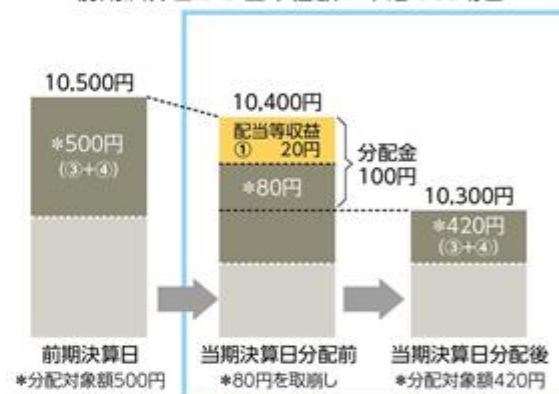 10,500円
*500円
(③+④)
10,400円
配当等収益
① 20円
*80円
分配金
100円
10,300円
*420円
(③+④)
前期決算日
*分配対象額500円
当期決算日分配前
*80円を取崩し
当期決算日分配後
*分配対象額420円